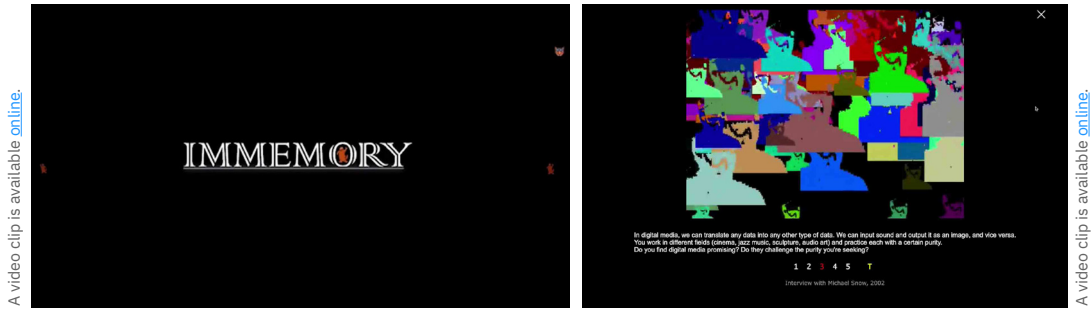 A video clip is available online.
IMMEMORY
In digital media, we can translate any data into any other type of data. We can input sound and output it as an image, and vice versa.
You work in different fields (cinema, jazz music, sculpture, audio art) and practice each with a certain purity.
Do you find digital media promising? Do they challenge the purity you're seeking?
1 2 3 4 5 T
Interview with Michael Snow, 2002
A video clip is available online.